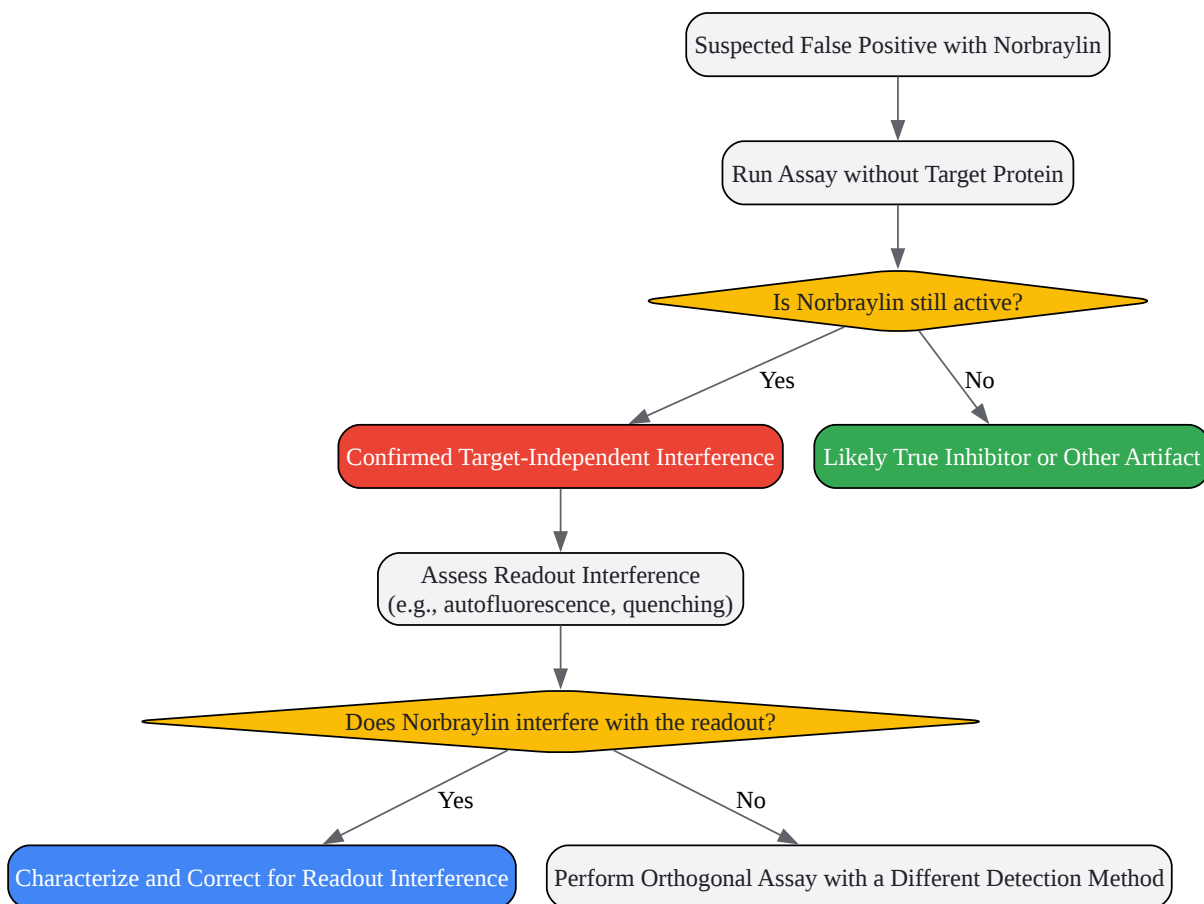 Suspected False Positive with Norbraylin
Run Assay without Target Protein
Is Norbraylin still active?
Yes
No
Confirmed Target-Independent Interference
Likely True Inhibitor or Other Artifact
Assess Readout Interference
(e.g., autofluorescence, quenching)
Does Norbraylin interfere with the readout?
Yes
No
Characterize and Correct for Readout Interference
Perform Orthogonal Assay with a Different Detection Method